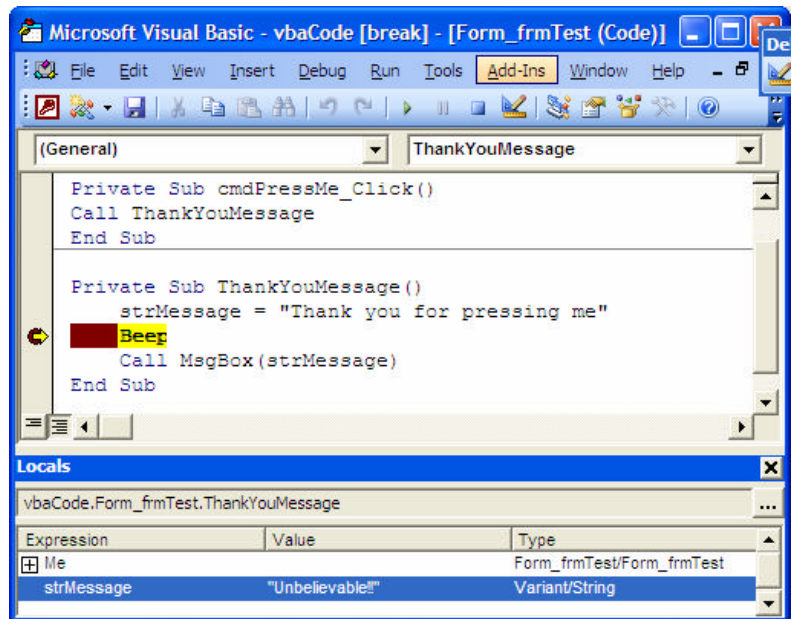 Microsoft Visual Basic - vbaCode [break] - [Form_frmTest (Code)]
De
File Edit View Insert Debug Run Tools Add-Ins Window Help
(General) ThankYouMessage
Private Sub cmdPressMe_Click()
Call ThankYouMessage
End Sub
Private Sub ThankYouMessage()
strMessage = "Thank you for pressing me"
Beep
Call MsgBox(strMessage)
End Sub
Locals
vbaCode.Form_frmTest.ThankYouMessage ...
Expression Value Type
Me Form_frmTest/Form_frmTest
strMessage "Unbelievable!!" Variant/String